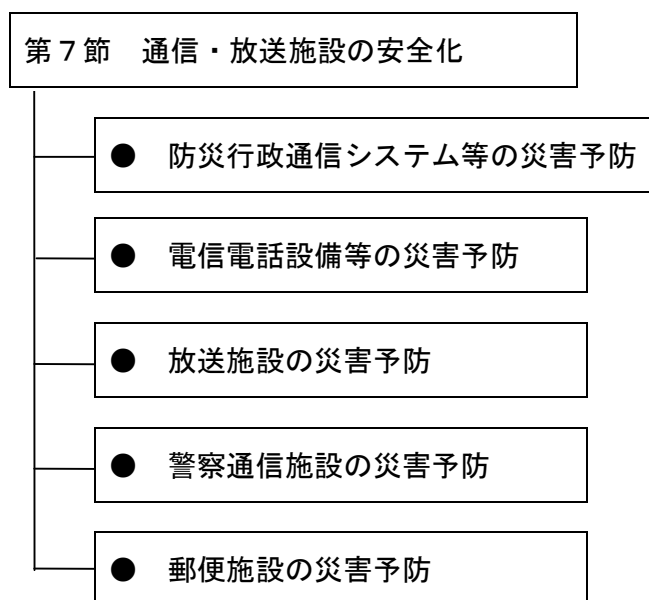 第７節　通信・放送施設の安全化
●　防災行政通信システム等の災害予防
●　電信電話設備等の災害予防
●　放送施設の災害予防
●　警察通信施設の災害予防
●　郵便施設の災害予防